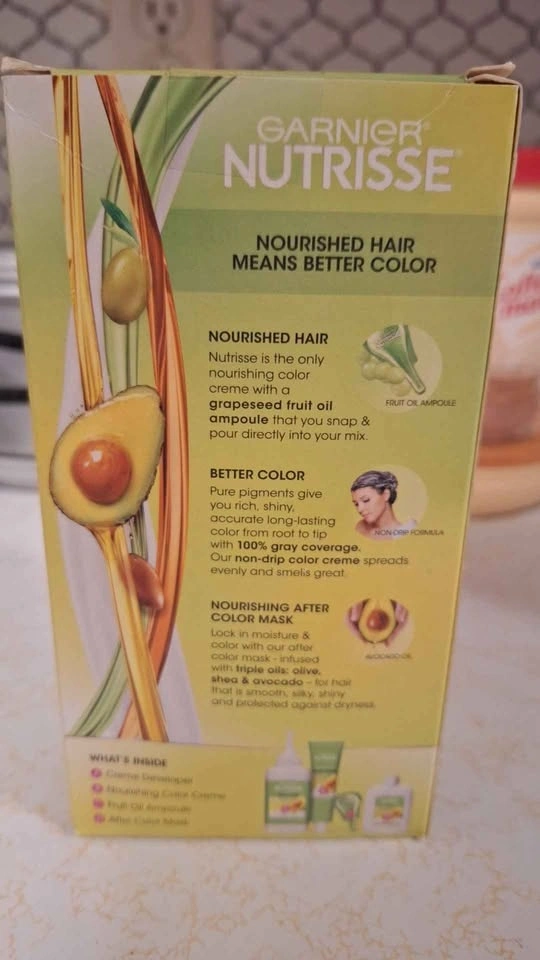 GARNIER®
NUTRISSE®
NOURISHED HAIR
MEANS BETTER COLOR
NOURISHED HAIR
Nutrisse is the only
nourishing color
creme with a
grapeseed fruit oil
ampoule that you snap &
pour directly into your mix.
FRUIT OIL AMPOULE
BETTER COLOR
Pure pigments give
you rich, shiny,
accurate long-lasting
color from root to tip
with 100% gray coverage.
Our non-drip color creme spreads
evenly and smells great.
NON-DRIP FORMULA
NOURISHING AFTER
COLOR MASK
Lock in moisture &
color with our after
color mask - infused
with triple oils: olive,
shea & avocado - for hair
that is smooth, silky, shiny
and protected against dryness.
AVOCADO OIL
WHAT'S INSIDE
Creme Developer
Nourishing Color Creme
Fruit Oil Ampoule
After Color Mask